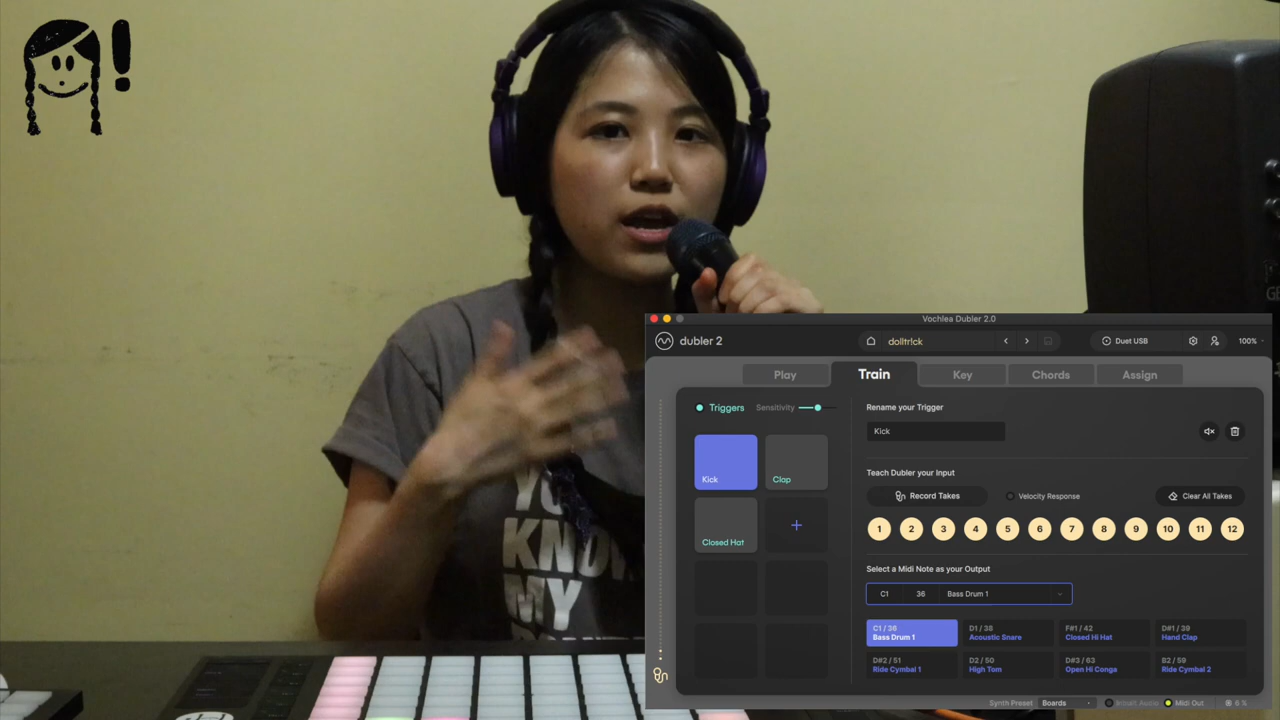 !
Vochlea Dubler 2.0
dubler 2
dolltr!ck
Duet USB
100%
Play
Train
Key
Chords
Assign
Triggers
Sensitivity
Rename your Trigger
Kick
Kick
Clap
Closed Hat
+
Teach Dubler your Input
Record Takes
Velocity Response
Clear All Takes
1 2 3 4 5 6 7 8 9 10 11 12
Select a Midi Note as your Output
C1 36 Bass Drum 1
C1 / 36
Bass Drum 1
D1 / 38
Acoustic Snare
F#1 / 42
Closed Hi Hat
D#1 / 39
Hand Clap
D#2 / 51
Ride Cymbal 1
D2 / 50
High Tom
D#3 / 63
Open Hi Conga
B2 / 59
Ride Cymbal 2
Synth Preset
Boards
Midi Out
6 %
KNOW
MY